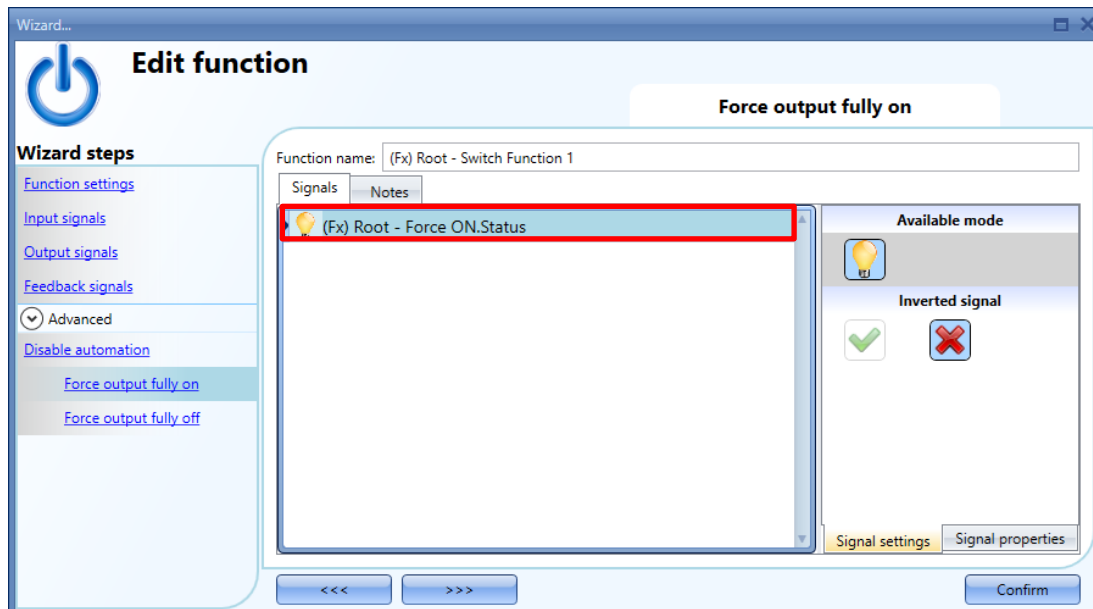 Wizard...
Edit function
Force output fully on
Wizard steps
Function settings
Input signals
Output signals
Feedback signals
Advanced
Disable automation
Force output fully on
Force output fully off
Function name: (Fx) Root - Switch Function 1
Signals Notes
(Fx) Root - Force ON.Status
Available mode
Inverted signal
Signal settings Signal properties
<<< >>> Confirm